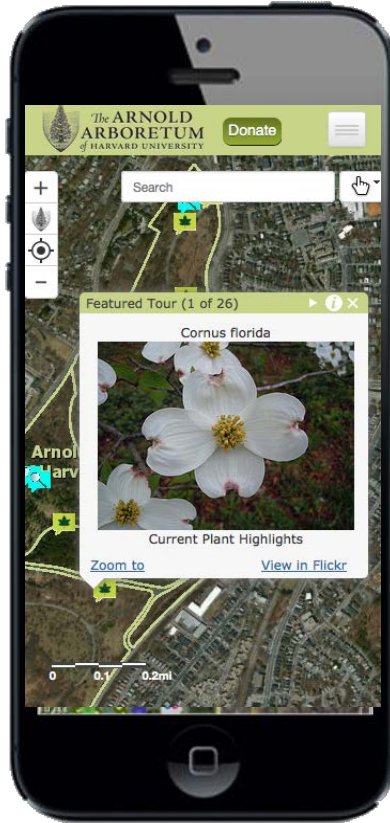 The ARNOLD
ARBORETUM
of HARVARD UNIVERSITY
Donate
Search
+
−
Featured Tour (1 of 26)
Cornus florida
Current Plant Highlights
Zoom to
View in Flickr
Arnol
Harv
0 0.1 0.2mi